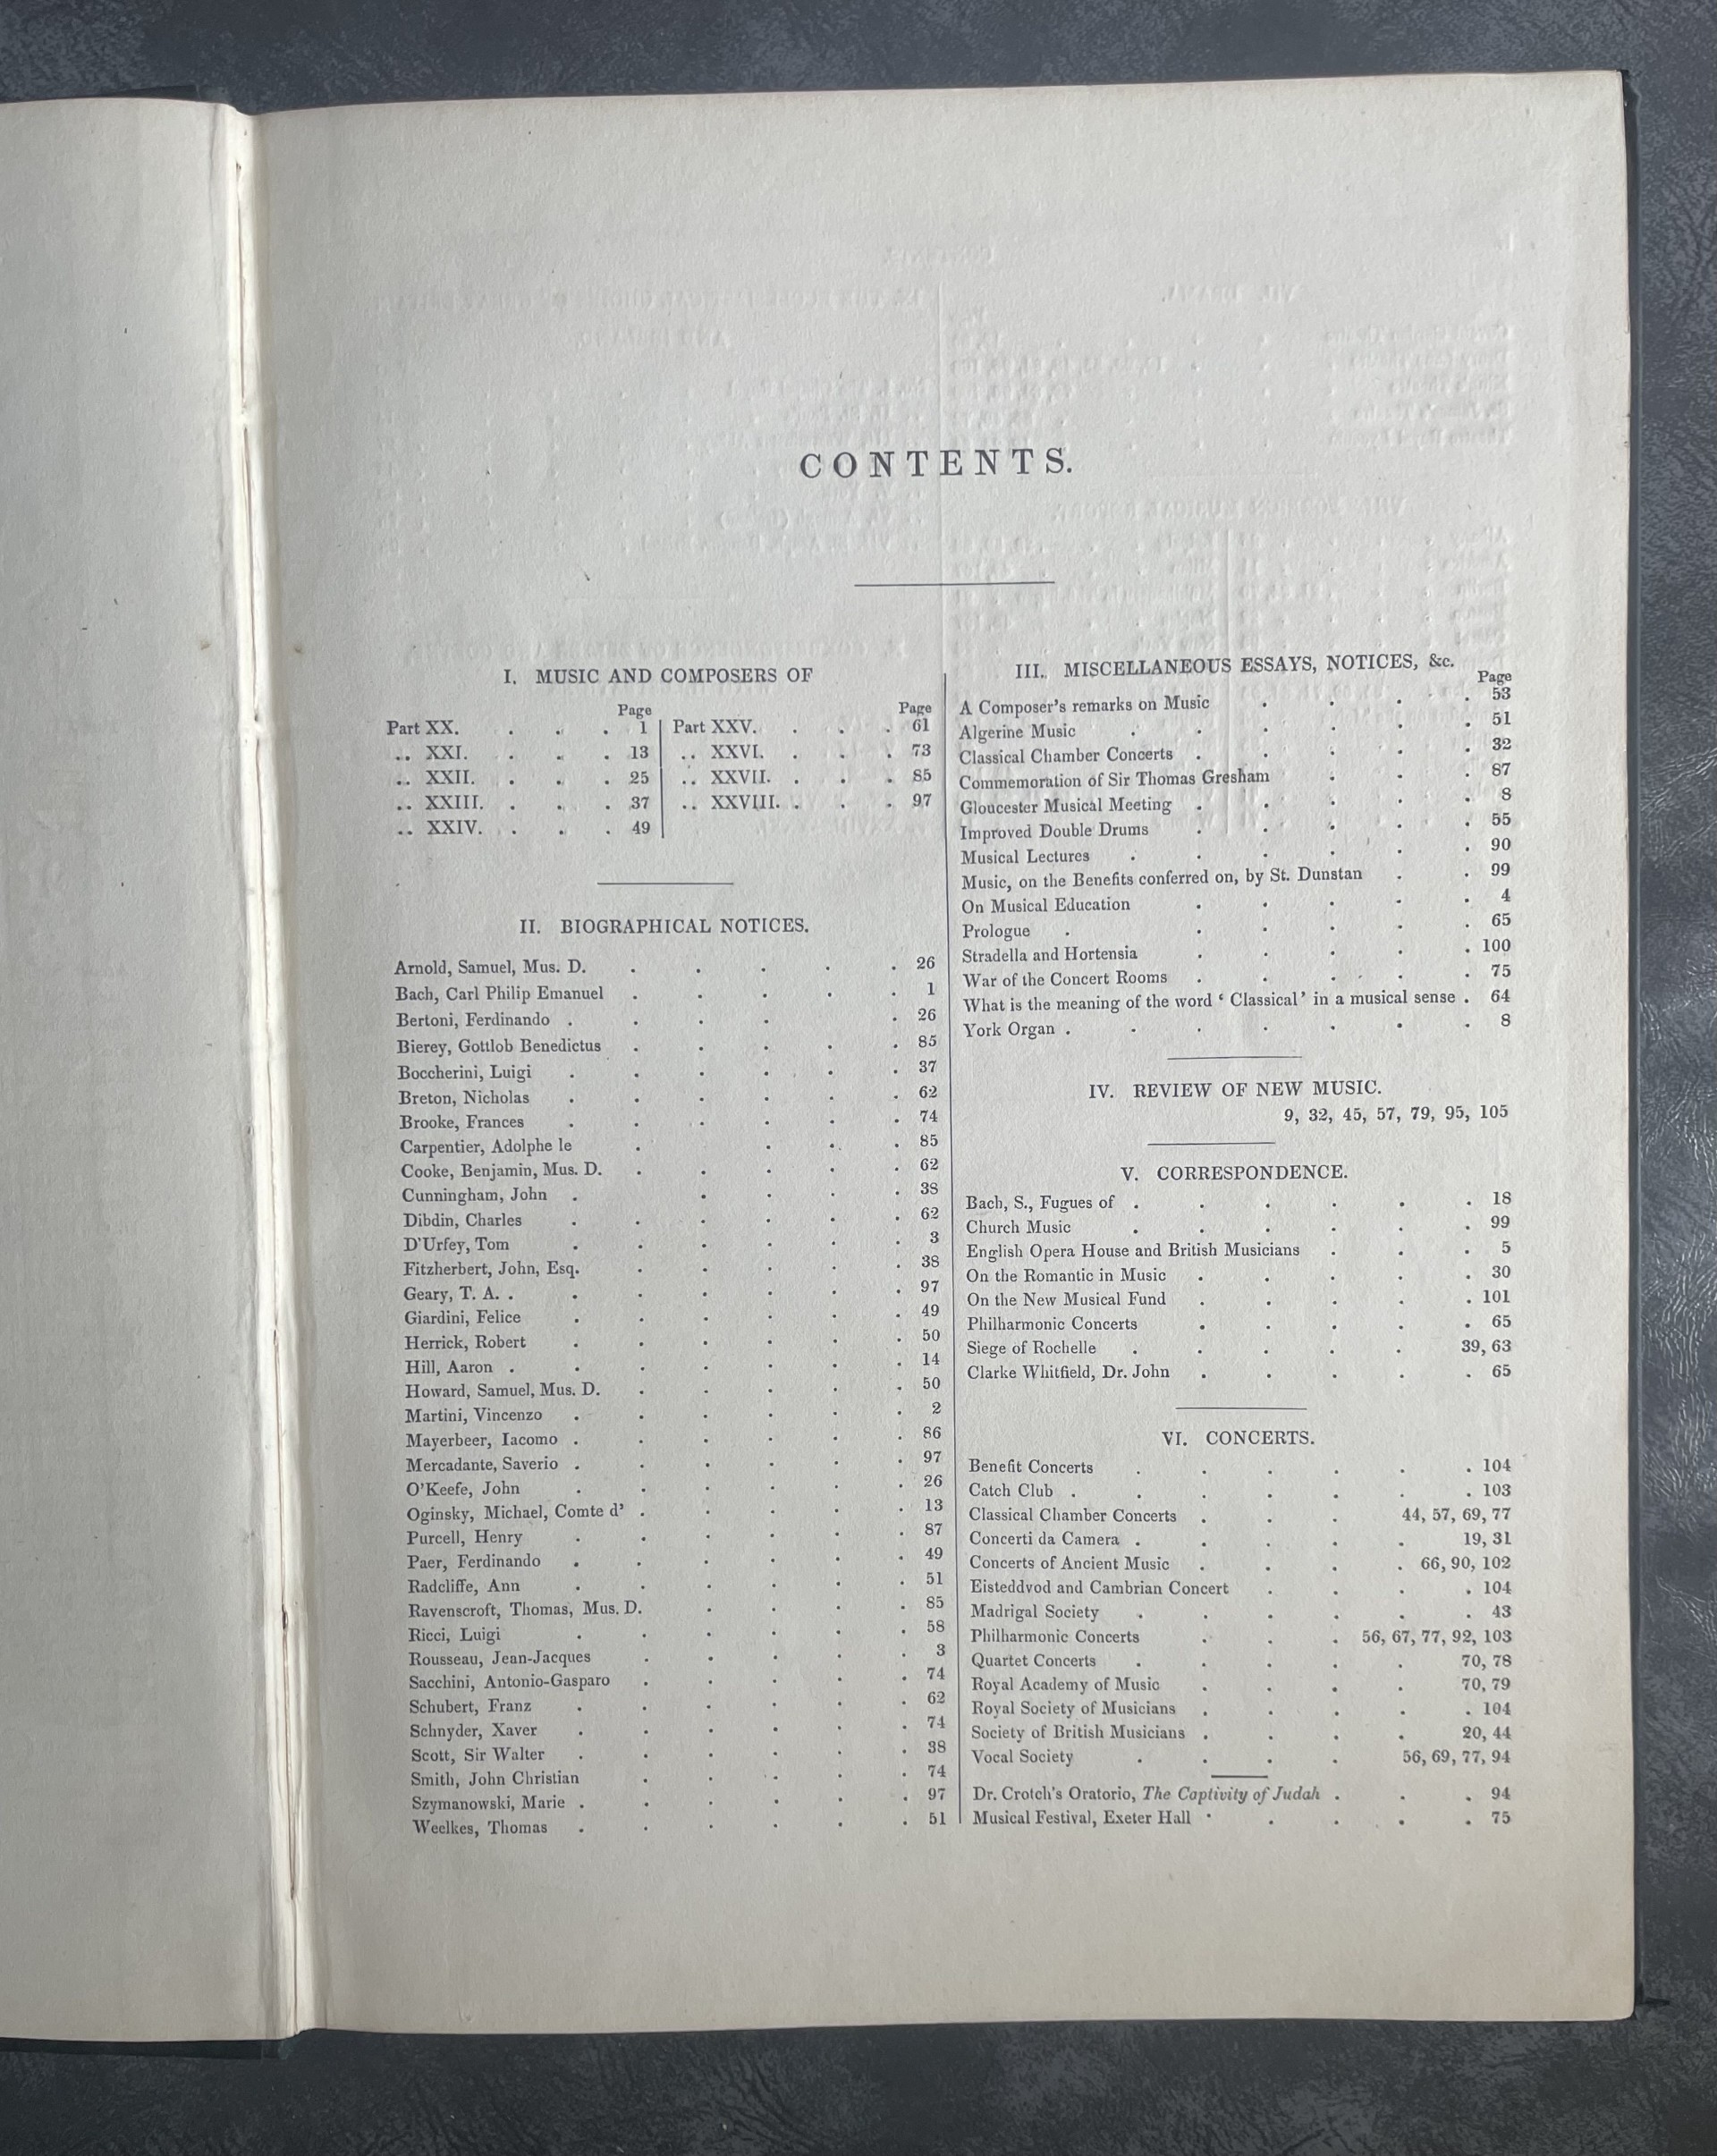 CONTENTS.
I. MUSIC AND COMPOSERS OF
Page
Part XX. . . . 1
.. XXI. . . . 13
.. XXII. . . . 25
.. XXIII. . . . 37
.. XXIV. . . . 49
Page
Part XXV. . . . 61
.. XXVI. . . . 73
.. XXVII. . . . 85
.. XXVIII. . . . 97
II. BIOGRAPHICAL NOTICES.
Arnold, Samuel, Mus. D. . . . . . 26
Bach, Carl Philip Emanuel . . . . . 1
Bertoni, Ferdinando . . . . . 26
Bierey, Gottlob Benedictus . . . . . 85
Boccherini, Luigi . . . . . . 37
Breton, Nicholas . . . . . . 62
Brooke, Frances . . . . . . 74
Carpentier, Adolphe le . . . . 85
Cooke, Benjamin, Mus. D. . . . . . 62
Cunningham, John . . . . . 38
Dibdin, Charles . . . . . . 62
D'Urfey, Tom . . . . . . 3
Fitzherbert, John, Esq. . . . . . 38
Geary, T. A. . . . . . . 97
Giardini, Felice . . . . . . 49
Herrick, Robert . . . . . . 50
Hill, Aaron . . . . . . . 14
Howard, Samuel, Mus. D. . . . . . 50
Martini, Vincenzo . . . . . . 2
Mayerbeer, Iacomo . . . . . . 86
Mercadante, Saverio . . . . . . 97
O'Keefe, John . . . . . . 26
Oginsky, Michael, Comte d' . . . . . 13
Purcell, Henry . . . . . . 87
Paer, Ferdinando . . . . . . 49
Radcliffe, Ann . . . . . . 51
Ravenscroft, Thomas, Mus. D. . . . . 85
Ricci, Luigi . . . . . . 58
Rousseau, Jean-Jacques . . . . . 3
Sacchini, Antonio-Gasparo . . . . . 74
Schubert, Franz . . . . . . 62
Schnyder, Xaver . . . . . . 74
Scott, Sir Walter . . . . . . 38
Smith, John Christian . . . . . 74
Szymanowski, Marie . . . . . . 97
Weelkes, Thomas . . . . . . 51
III. MISCELLANEOUS ESSAYS, NOTICES, &c.
Page
A Composer's remarks on Music . . . . 53
Algerine Music . . . . . . 51
Classical Chamber Concerts . . . . . 32
Commemoration of Sir Thomas Gresham . . . 87
Gloucester Musical Meeting . . . . . 8
Improved Double Drums . . . . . 55
Musical Lectures . . . . . . 90
Music, on the Benefits conferred on, by St. Dunstan . . 99
On Musical Education . . . . . 4
Prologue . . . . . . 65
Stradella and Hortensia . . . . . 100
War of the Concert Rooms . . . . . 75
What is the meaning of the word ‘Classical’ in a musical sense . 64
York Organ . . . . . . . 8
IV. REVIEW OF NEW MUSIC.
9, 32, 45, 57, 79, 95, 105
V. CORRESPONDENCE.
Bach, S., Fugues of . . . . . . 18
Church Music . . . . . . 99
English Opera House and British Musicians . . . 5
On the Romantic in Music . . . . . 30
On the New Musical Fund . . . . . 101
Philharmonic Concerts . . . . . 65
Siege of Rochelle . . . . . 39, 63
Clarke Whitfield, Dr. John . . . . . 65
VI. CONCERTS.
Benefit Concerts . . . . . . 104
Catch Club . . . . . . . 103
Classical Chamber Concerts . . . 44, 57, 69, 77
Concerti da Camera . . . . . 19, 31
Concerts of Ancient Music . . . . 66, 90, 102
Eisteddvod and Cambrian Concert . . . . 104
Madrigal Society . . . . . . 43
Philharmonic Concerts . . . 56, 67, 77, 92, 103
Quartet Concerts . . . . . 70, 78
Royal Academy of Music . . . . 70, 79
Royal Society of Musicians . . . . . 104
Society of British Musicians . . . . 20, 44
Vocal Society . . . . 56, 69, 77, 94
Dr. Crotch's Oratorio, The Captivity of Judah . . . 94
Musical Festival, Exeter Hall . . . . . 75